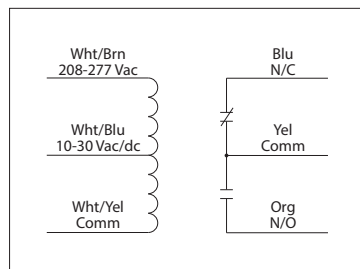 Wht/Brn
208-277 Vac
Wht/Blu
10-30 Vac/dc
Wht/Yel
Comm
Blu
N/C
Yel
Comm
Org
N/O